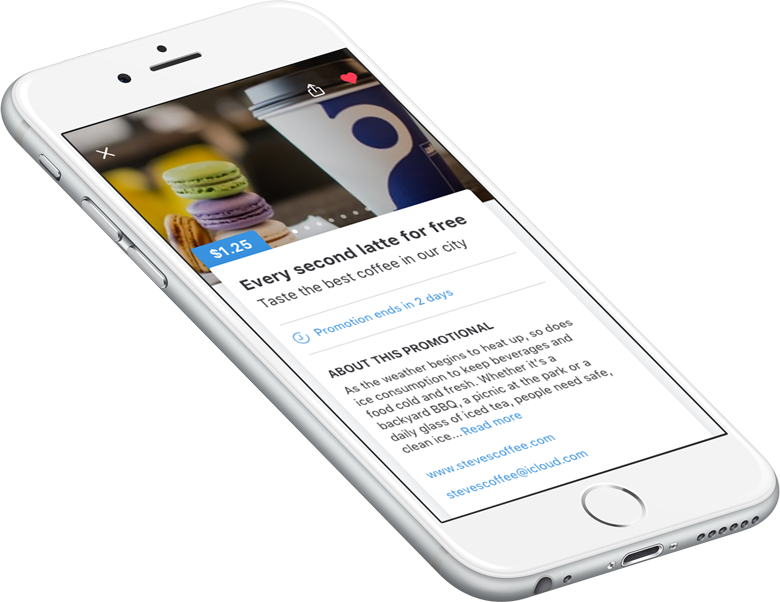 $1.25
Every second latte for free
Taste the best coffee in our city
Promotion ends in 2 days
ABOUT THIS PROMOTIONAL
As the weather begins to heat up, so does
ice consumption to keep beverages and
food cold and fresh. Whether it's a
backyard BBQ, a picnic at the park or a
daily glass of iced tea, people need safe,
clean ice... Read more
www.stevescoffee.com
stevescoffee@icloud.com